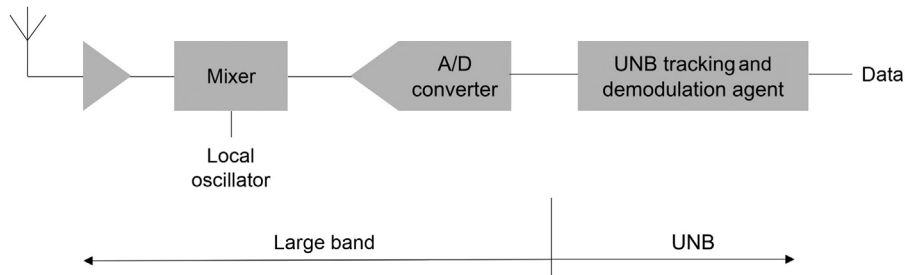 Mixer
A/D
converter
UNB tracking and
demodulation agent
Data
Local
oscillator
Large band
UNB